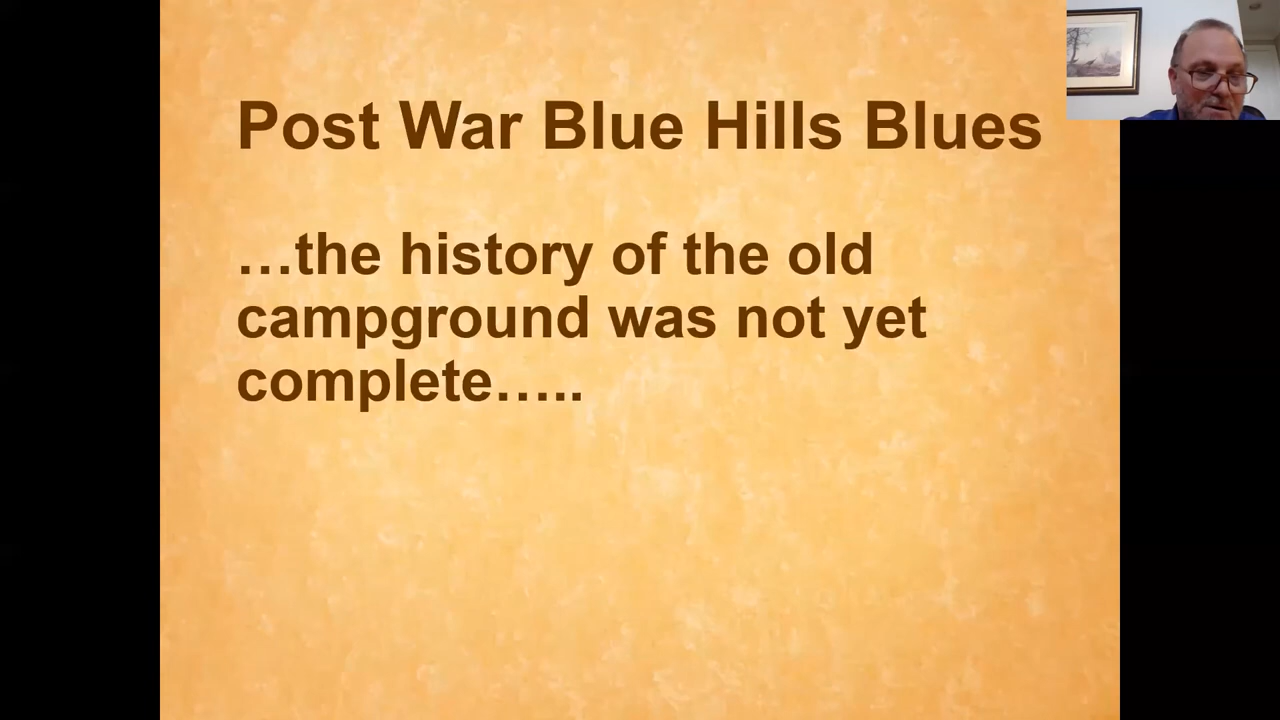 Post War Blue Hills Blues
…the history of the old
campground was not yet
complete…..